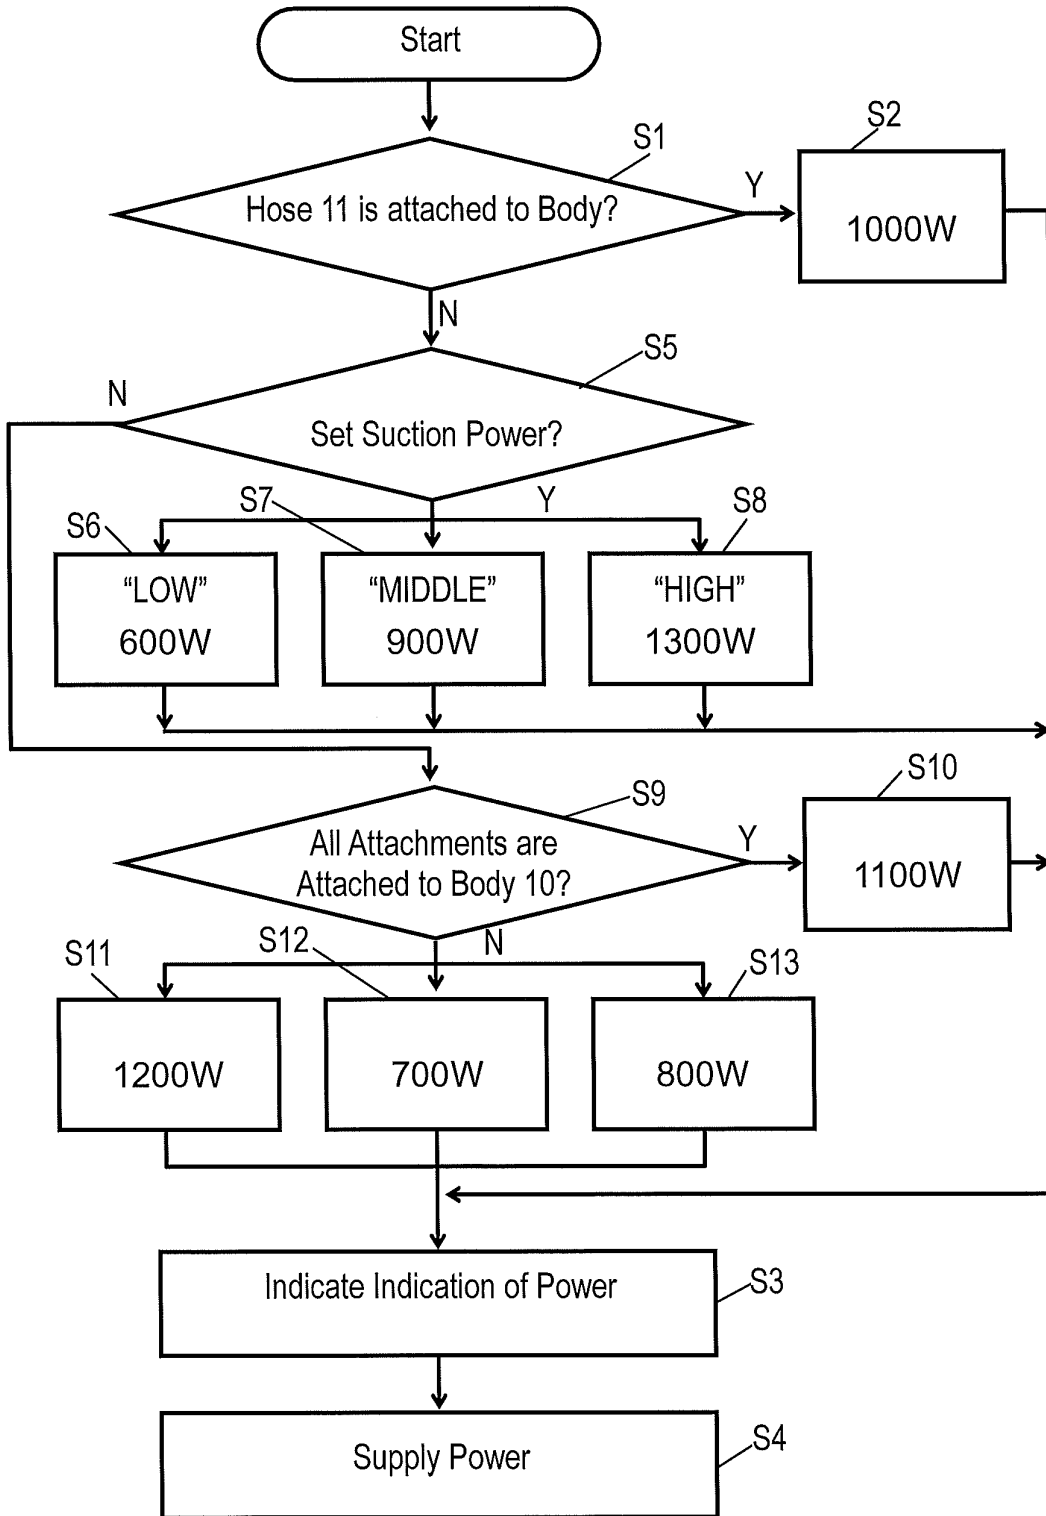 Start
S1
S2
Hose 11 is attached to Body?
Y
1000W
N
S5
N
Set Suction Power?
S6
S7
Y
S8
“LOW”
600W
“MIDDLE”
900W
“HIGH”
1300W
S9
S10
All Attachments are
Attached to Body 10?
Y
1100W
S11
S12
N
S13
1200W
700W
800W
Indicate Indication of Power
S3
Supply Power
S4